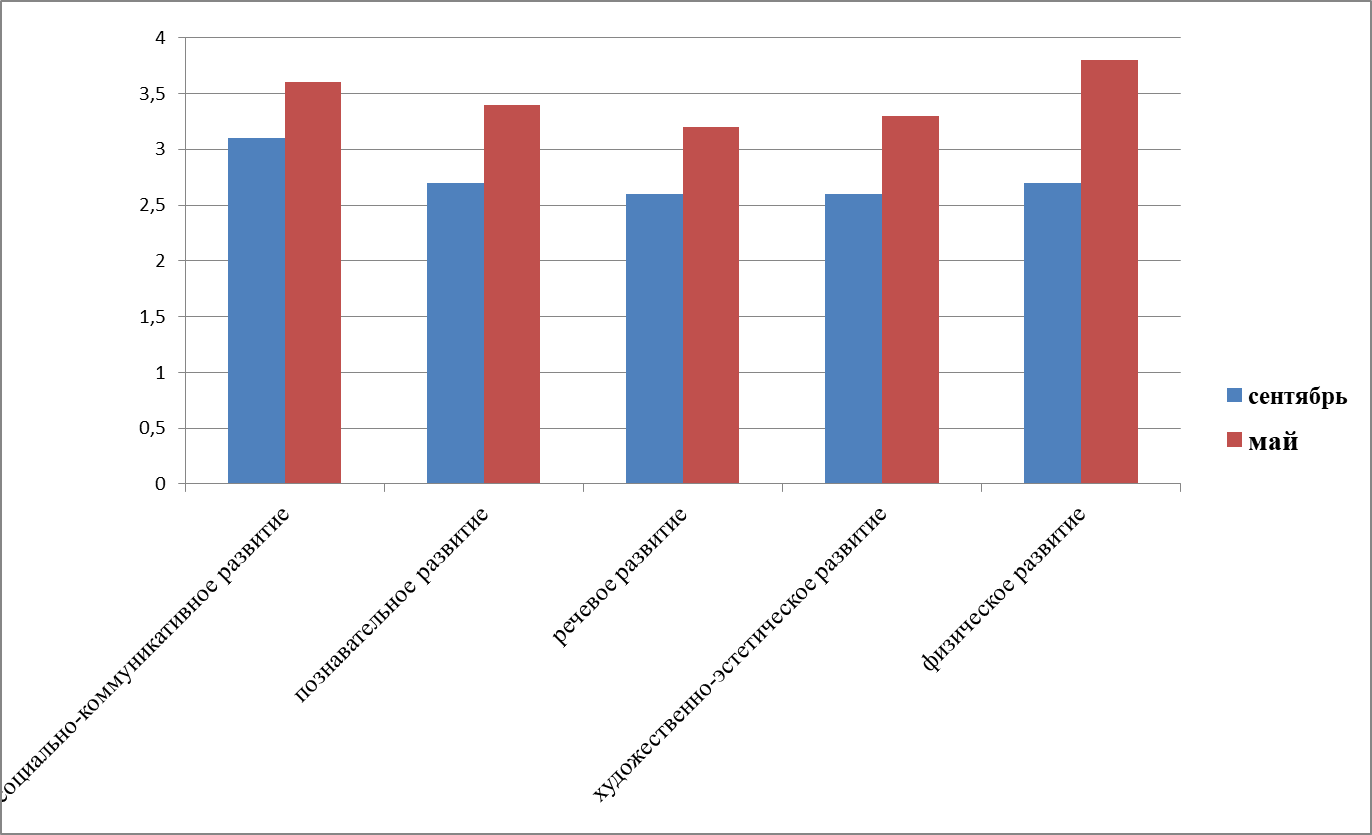 4
3,5
3
2,5
2
1,5
1
0,5
0
сентябрь
май
социально-коммуникативное развитие
познавательное развитие
речевое развитие
художественно-эстетическое развитие
физическое развитие